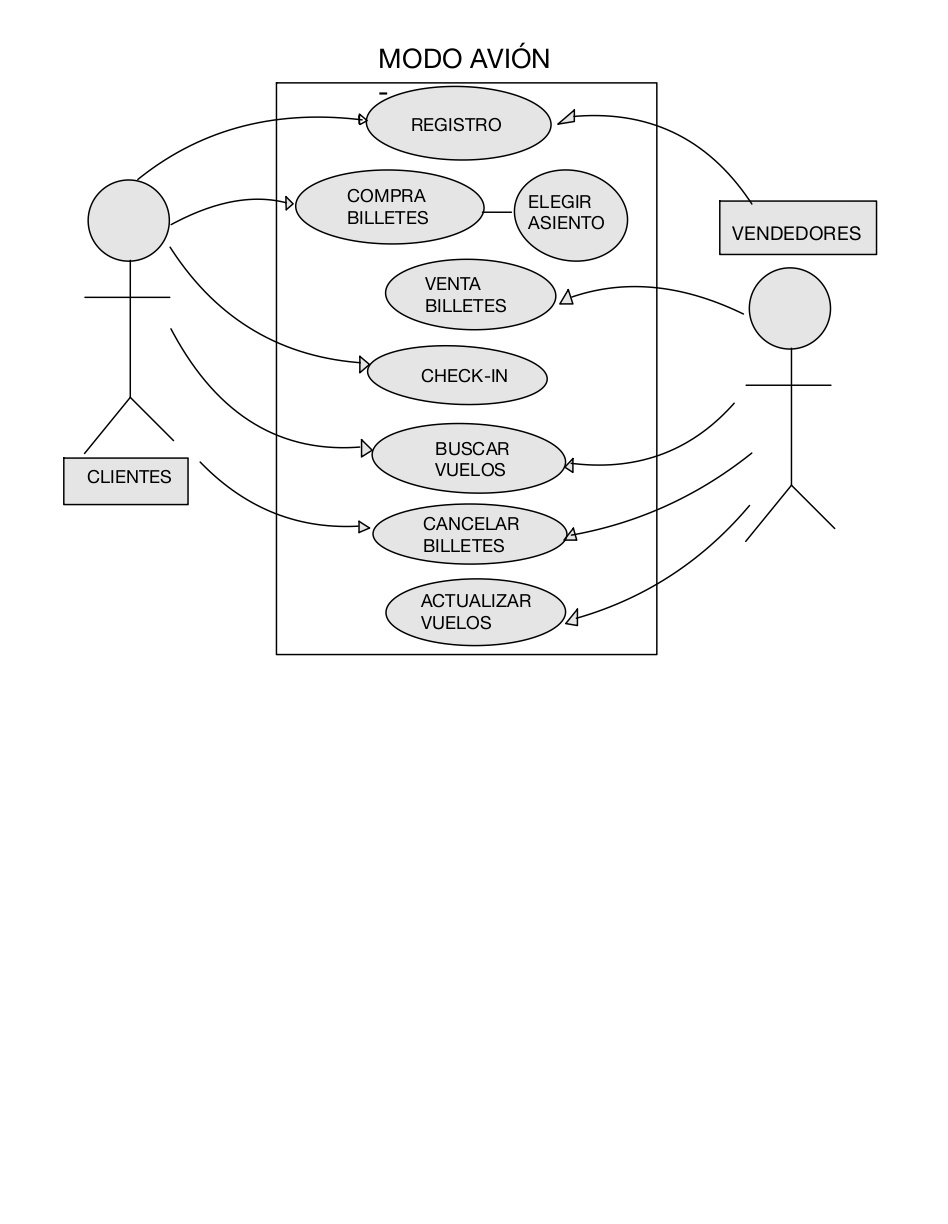 MODO AVIÓN
-
REGISTRO
COMPRA
BILLETES
ELEGIR
ASIENTO
VENDEDORES
VENTA
BILLETES
CHECK-IN
BUSCAR
VUELOS
CLIENTES
CANCELAR
BILLETES
ACTUALIZAR
VUELOS